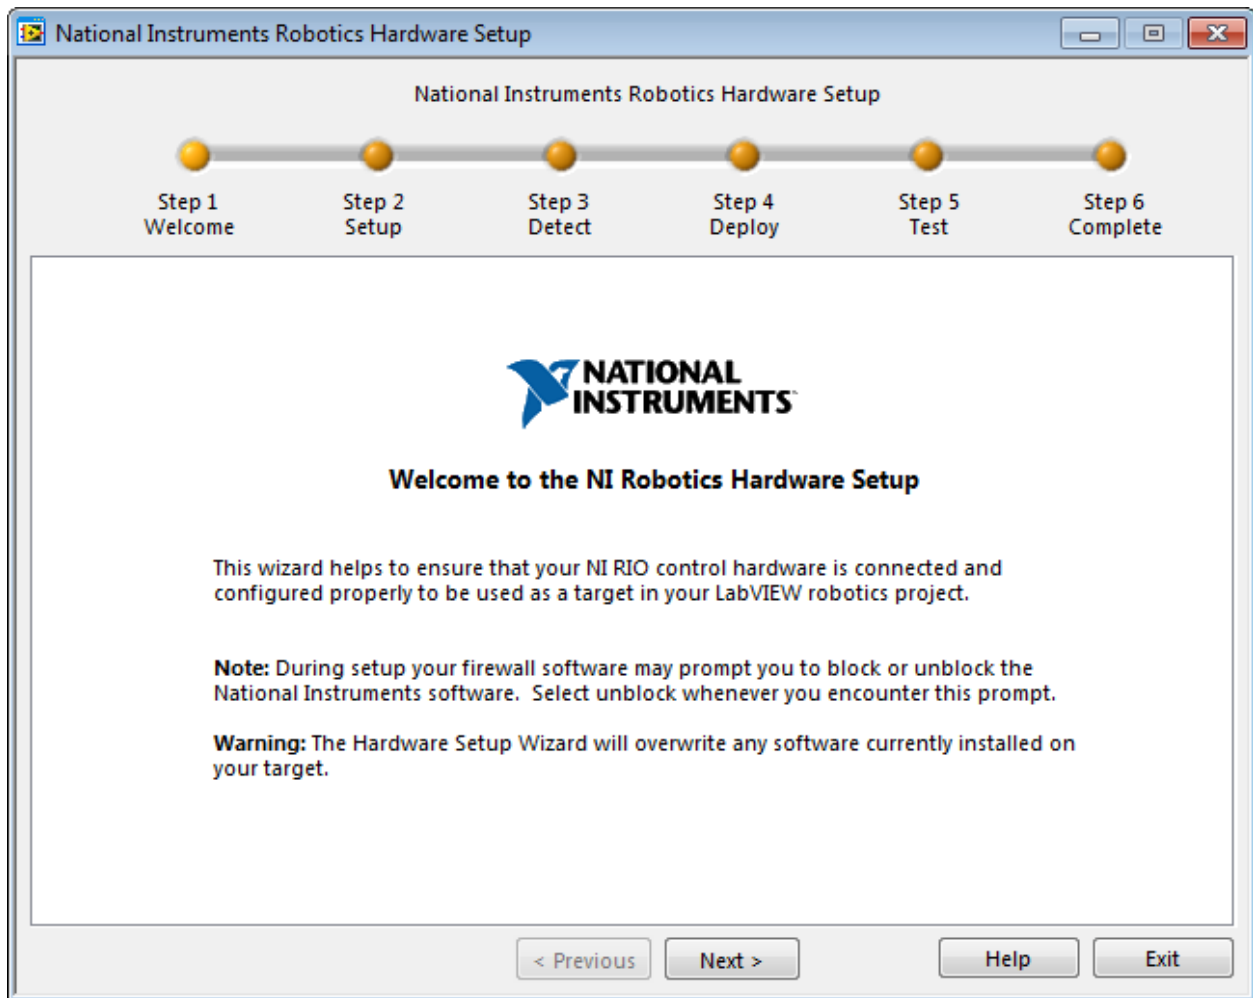 National Instruments Robotics Hardware Setup
National Instruments Robotics Hardware Setup
Step 1 Step 2 Step 3 Step 4 Step 5 Step 6
Welcome Setup Detect Deploy Test Complete
NATIONAL
INSTRUMENTS
Welcome to the NI Robotics Hardware Setup
This wizard helps to ensure that your NI RIO control hardware is connected and
configured properly to be used as a target in your LabVIEW robotics project.
Note: During setup your firewall software may prompt you to block or unblock the
National Instruments software.  Select unblock whenever you encounter this prompt.
Warning: The Hardware Setup Wizard will overwrite any software currently installed on
your target.
< Previous Next > Help Exit